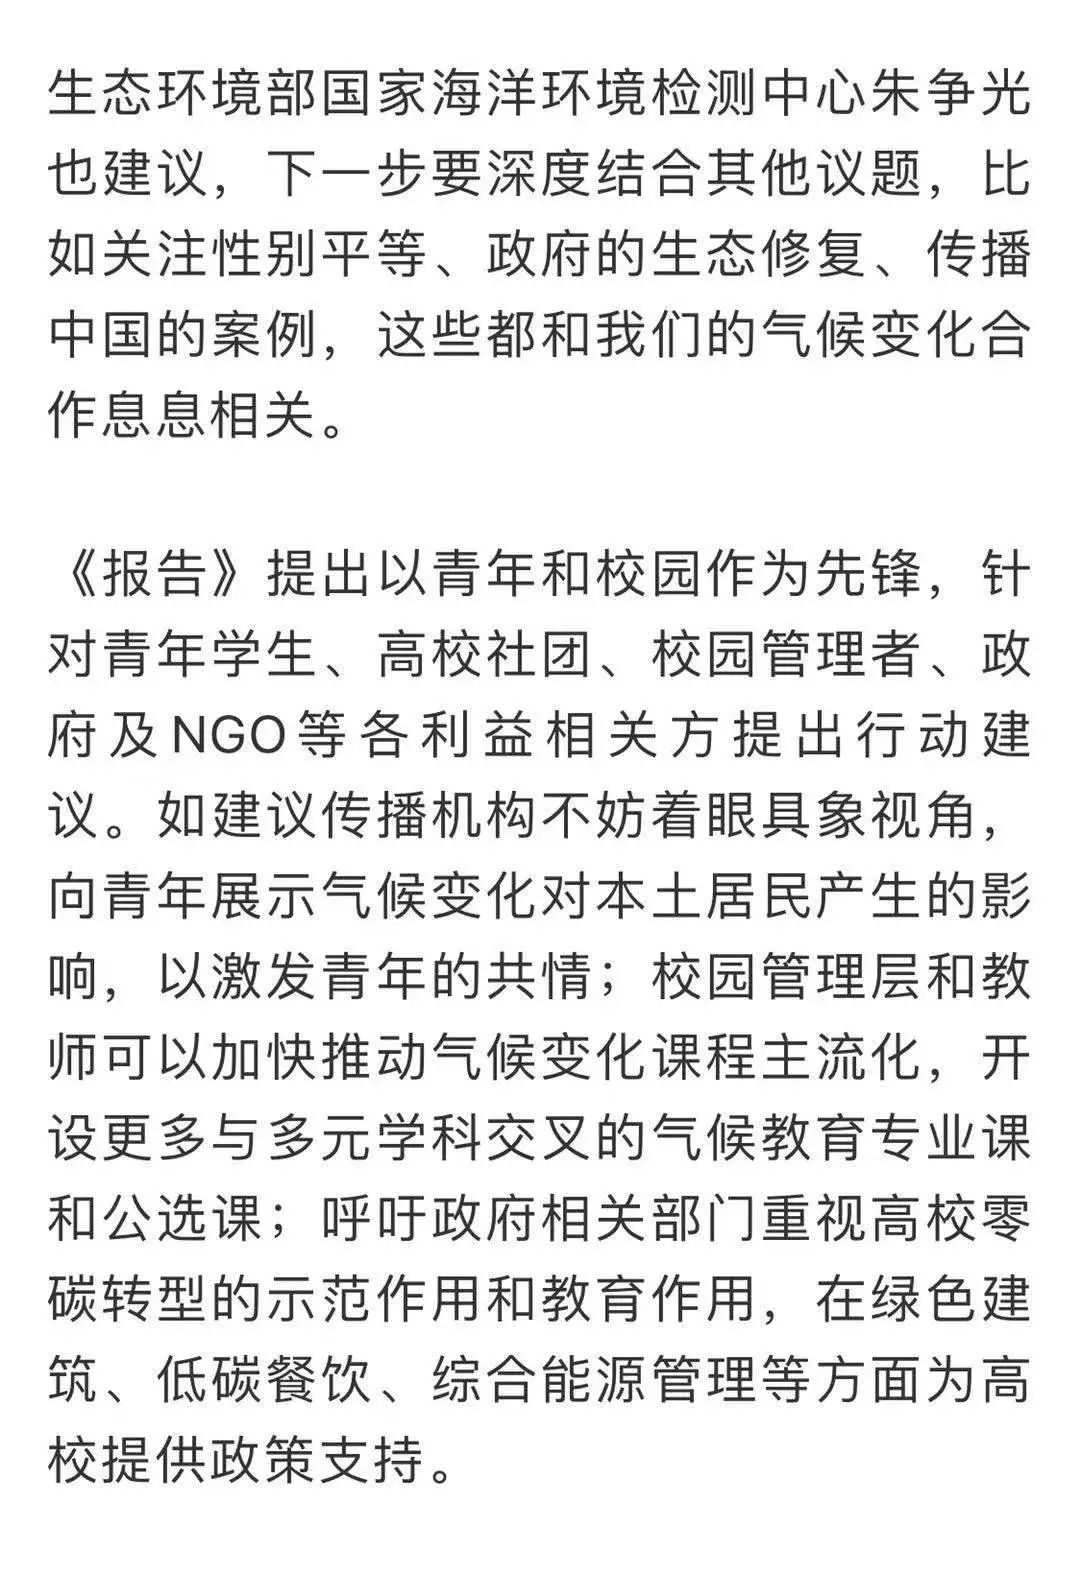 生态环境部国家海洋环境检测中心朱争光
也建议，下一步要深度结合其他议题，比
如关注性别平等、政府的生态修复、传播
中国的案例，这些都和我们的气候变化合
作息息相关。
《报告》提出以青年和校园作为先锋，针
对青年学生、高校社团、校园管理者、政
府及NGO等各利益相关方提出行动建
议。如建议传播机构不妨着眼具象视角，
向青年展示气候变化对本土居民产生的影
响，以激发青年的共情；校园管理层和教
师可以加快推动气候变化课程主流化，开
设更多与多元学科交叉的气候教育专业课
和公选课；呼吁政府相关部门重视高校零
碳转型的示范作用和教育作用，在绿色建
筑、低碳餐饮、综合能源管理等方面为高
校提供政策支持。